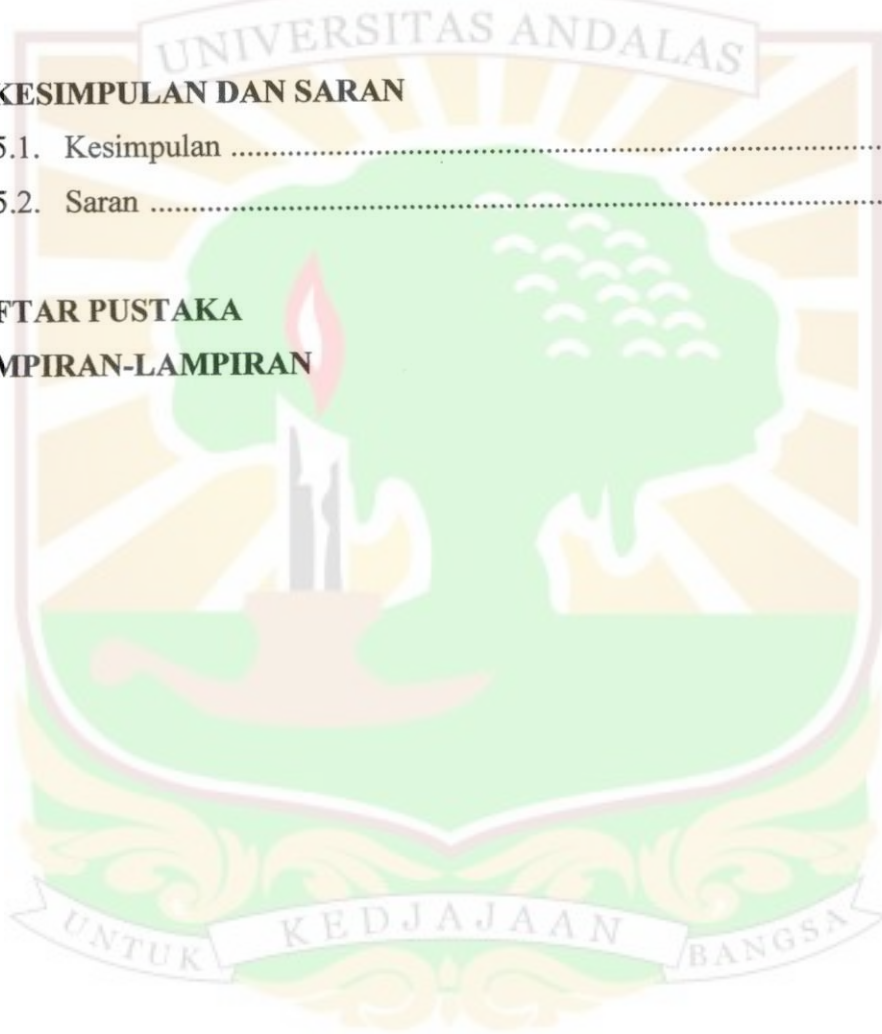 UNIVERSITAS ANDALAS
KESIMPULAN DAN SARAN
5.1. Kesimpulan ................................................................
5.2. Saran ................................................................
FTAR PUSTAKA
MPIRAN-LAMPIRAN
UNTUK KEDJAJAAN BANGSA